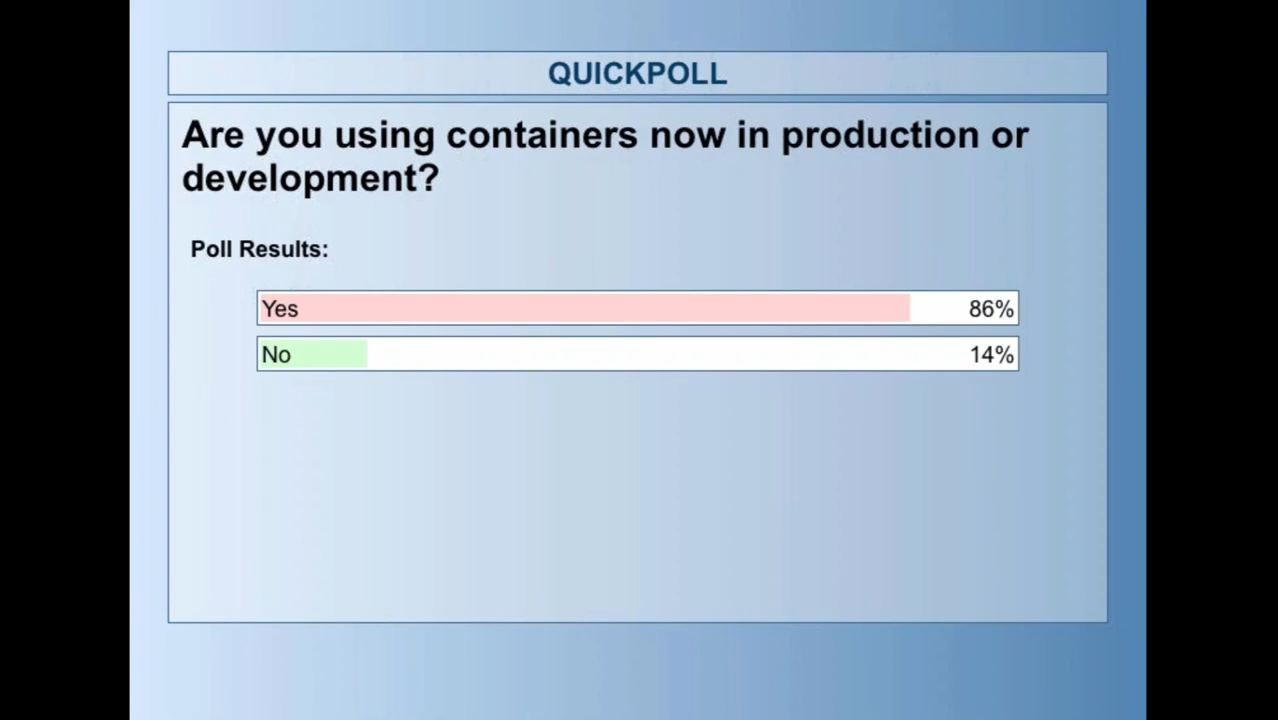 QUICKPOLL
Are you using containers now in production or
development?
Poll Results:
Yes 86%
No 14%